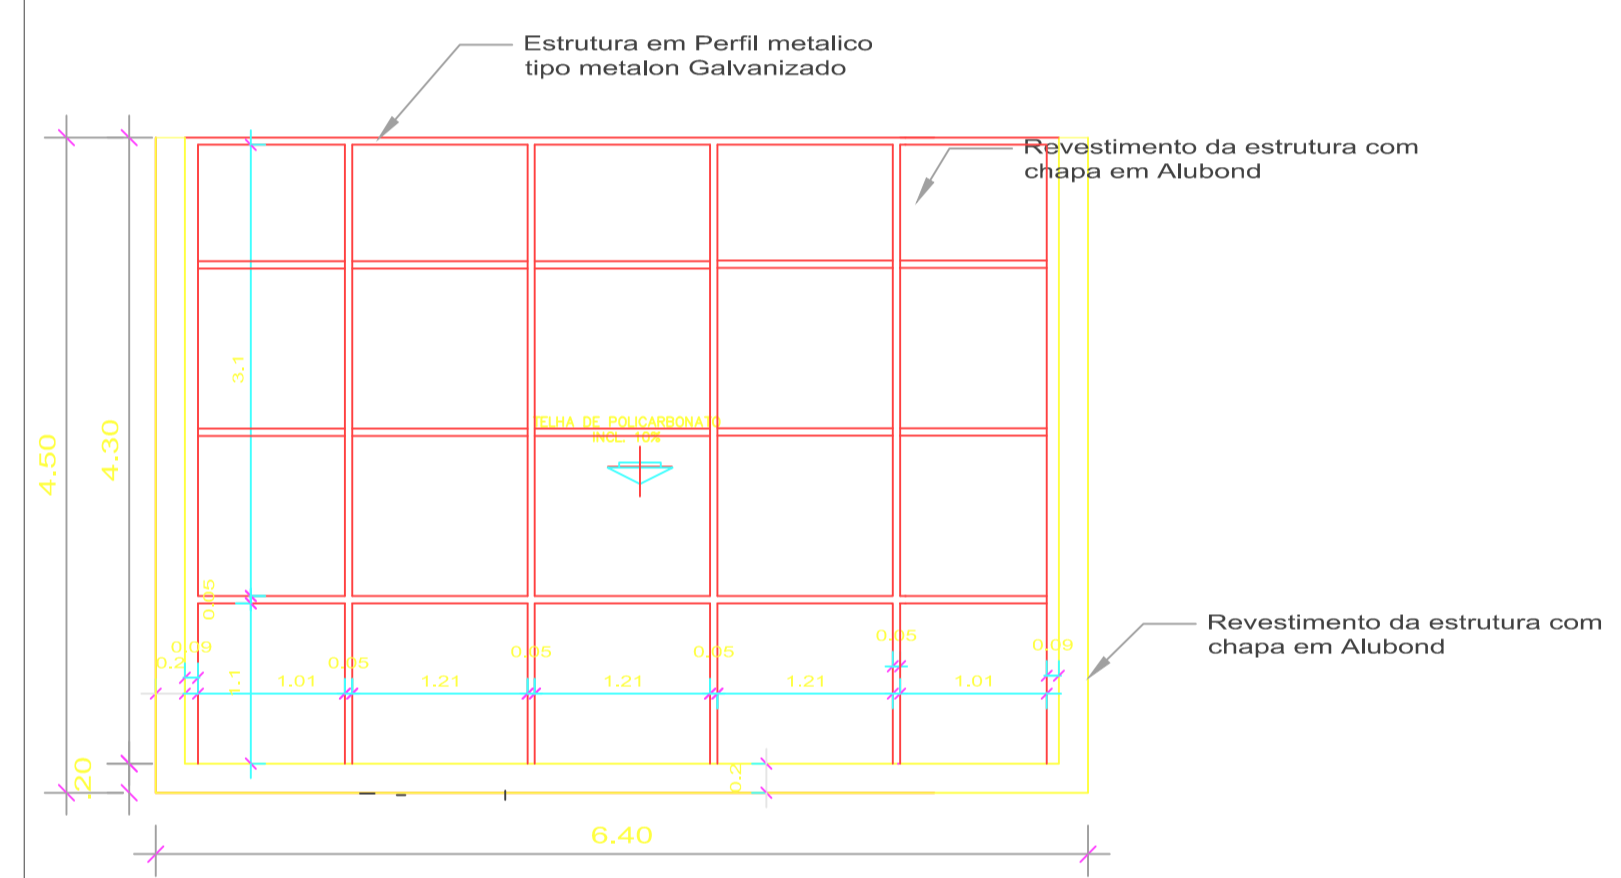 Estrutura em Perfil metalico
tipo metalon Galvanizado
Revestimento da estrutura com
chapa em Alubond
3.1
4.50
4.30
TELHA DE POLICARBONATO
INCL. 10%
0.05
0.09
0.2
0.05
0.05
0.05
0.05
0.09
1.1
1.01
1.21
1.21
1.21
1.01
Revestimento da estrutura com
chapa em Alubond
.20
0.2
6.40